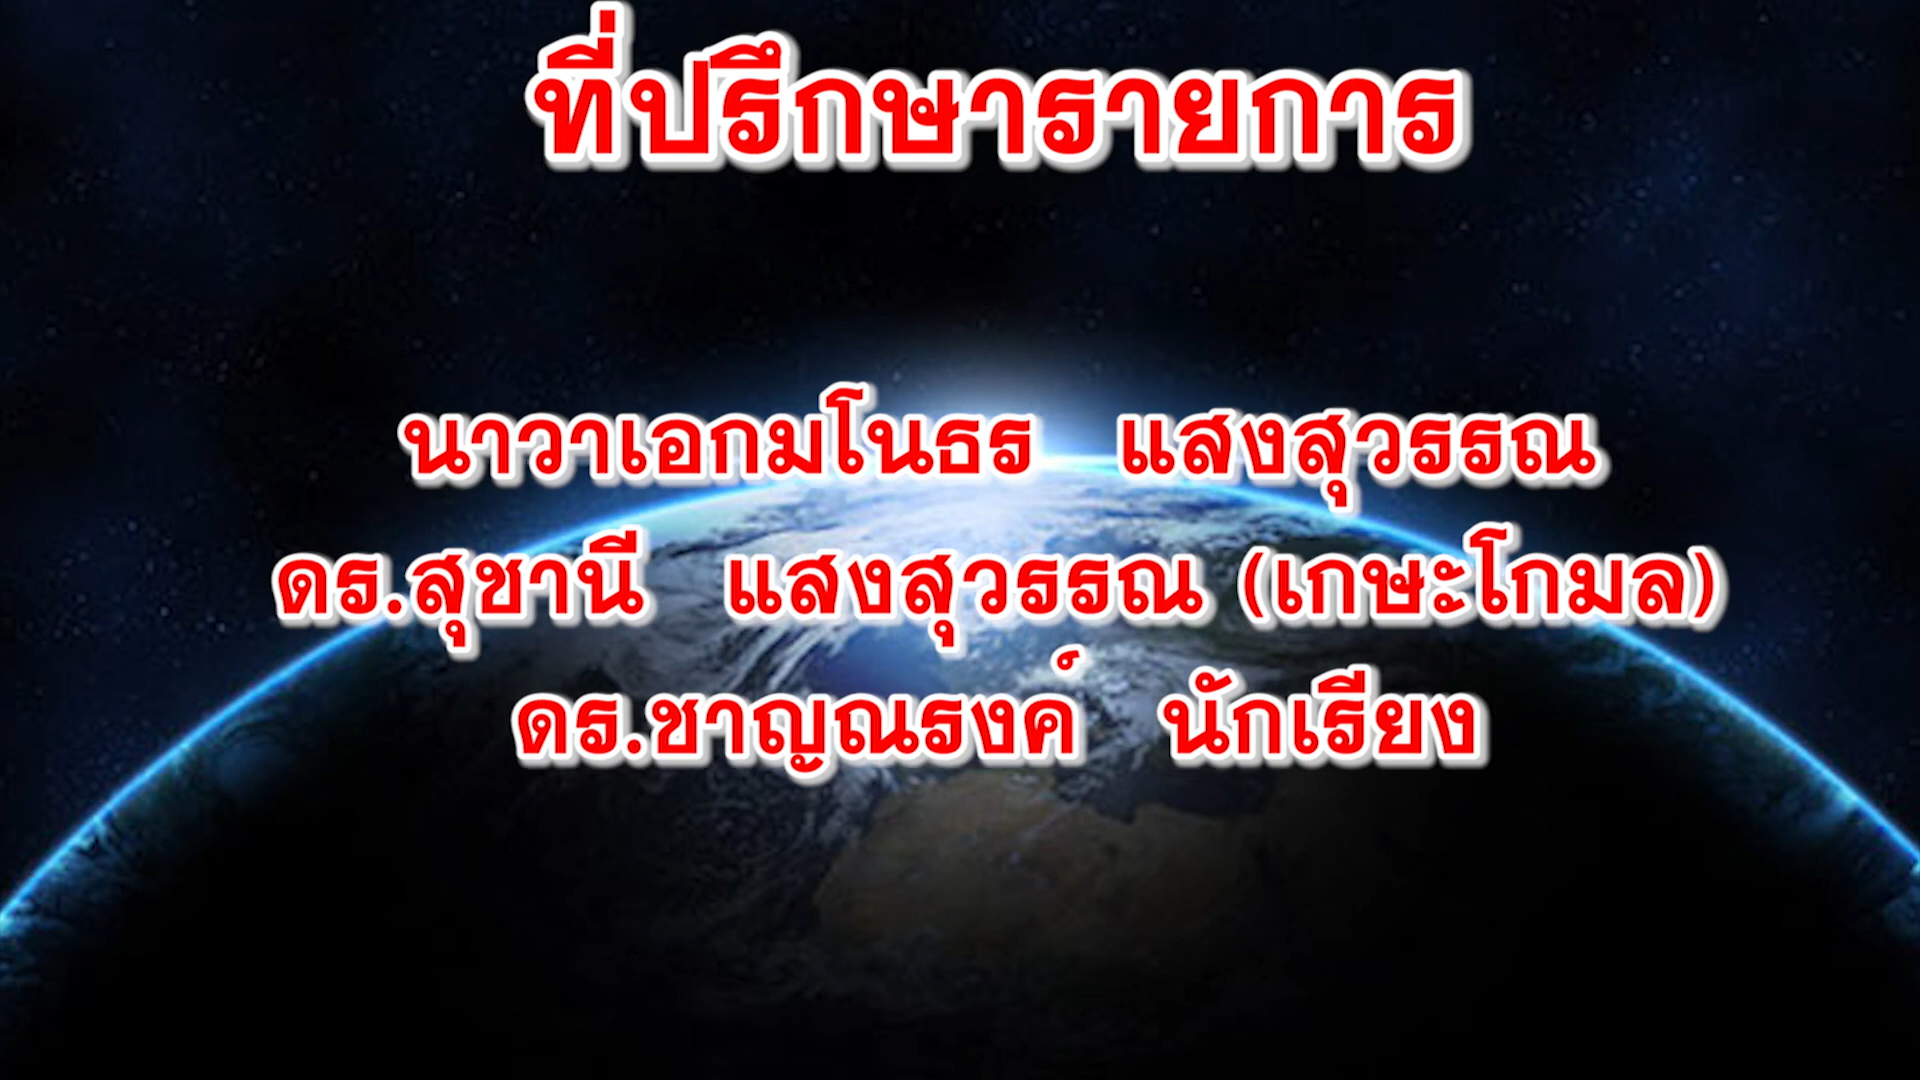 ที่ปรึกษารายการ
นาวาเอกมโนธร แสงสุวรรณ
ดร.สุชานี แสงสุวรรณ (เกษะโกมล)
ดร.ชาญณรงค์ นักเรียง